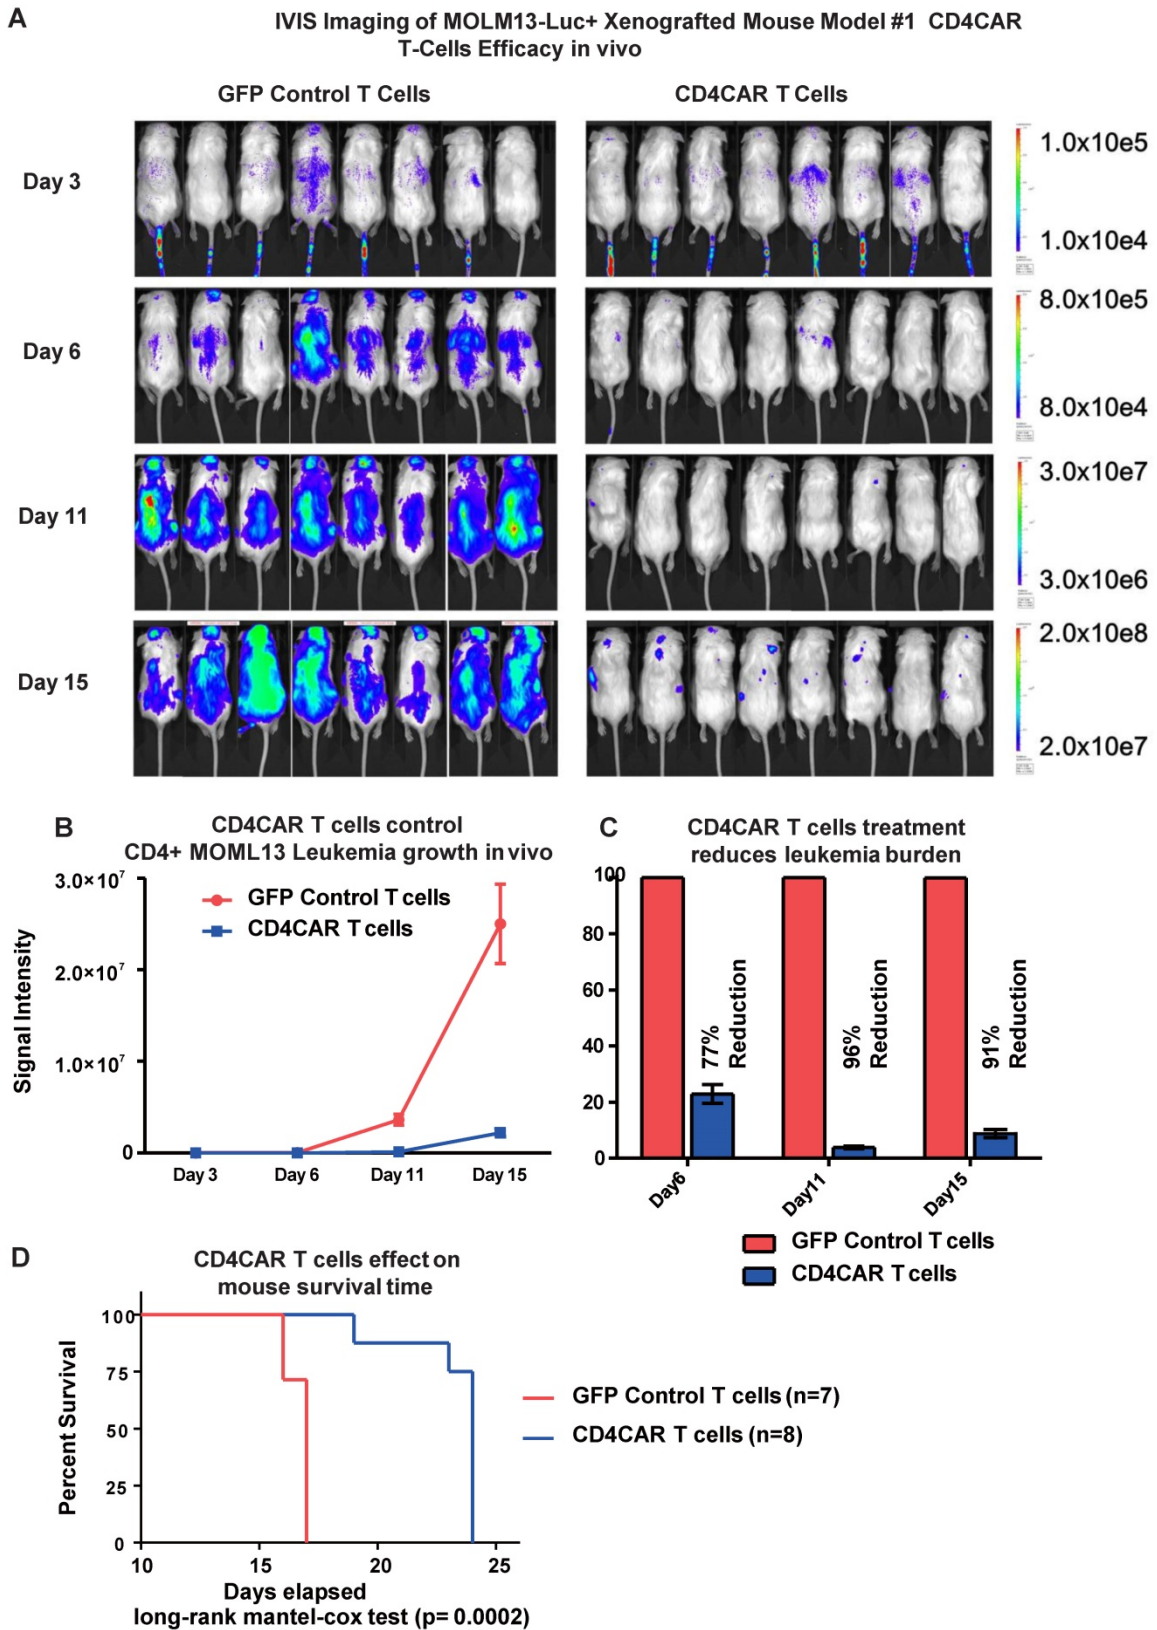 A
IVIS Imaging of MOLM13-Luc+ Xenografted Mouse Model #1 CD4CAR
T-Cells Efficacy in vivo
GFP Control T Cells
CD4CAR T Cells
Day 3
1.0x10e5
1.0x10e4
Day 6
8.0x10e5
8.0x10e4
Day 11
3.0x10e7
3.0x10e6
Day 15
2.0x10e8
2.0x10e7
B
CD4CAR T cells control
CD4+ MOML13 Leukemia growth in vivo
Signal Intensity
3.0×10⁷
2.0×10⁷
1.0×10⁷
0
GFP Control T cells
CD4CAR T cells
Day 3
Day 6
Day 11
Day 15
C
CD4CAR T cells treatment
reduces leukemia burden
100
80
60
40
20
0
77%
Reduction
96%
Reduction
91%
Reduction
Day6
Day11
Day15
GFP Control T cells
CD4CAR T cells
D
CD4CAR T cells effect on
mouse survival time
Percent Survival
100
75
50
25
0
10
15
20
25
Days elapsed
long-rank mantel-cox test (p= 0.0002)
GFP Control T cells (n=7)
CD4CAR T cells (n=8)